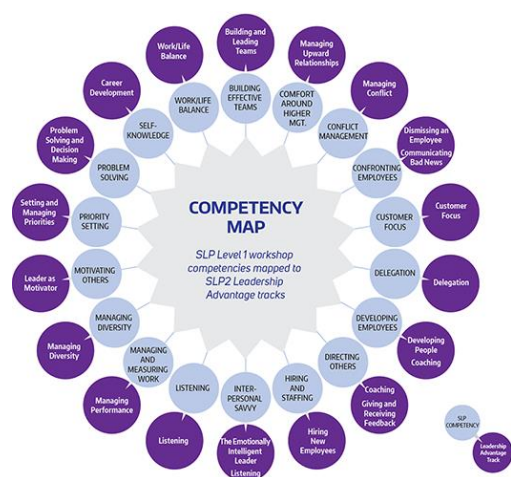 COMPETENCY
MAP
SLP Level 1 workshop
competencies mapped to
SLP2 Leadership
Advantage tracks
Building and
Leading
Teams
BUILDING
EFFECTIVE
TEAMS
Managing
Upward
Relationships
COMFORT
AROUND
HIGHER
MGT.
Managing
Conflict
CONFLICT
MANAGEMENT
Dismissing an
Employee
Communicating
Bad News
CONFRONTING
EMPLOYEES
Customer
Focus
CUSTOMER
FOCUS
Delegation
DELEGATION
Developing
People
Coaching
DEVELOPING
EMPLOYEES
Coaching
Giving and
Receiving
Feedback
DIRECTING
OTHERS
Hiring
New
Employees
HIRING
AND
STAFFING
The Emotionally
Intelligent
Leader
Listening
INTER-
PERSONAL
SAVVY
Listening
LISTENING
Managing
Performance
MANAGING
AND
MEASURING
WORK
Managing
Diversity
MANAGING
DIVERSITY
Leader as
Motivator
MOTIVATING
OTHERS
Setting and
Managing
Priorities
PRIORITY
SETTING
Problem
Solving and
Decision
Making
PROBLEM
SOLVING
Career
Development
SELF-
KNOWLEDGE
Work/Life
Balance
WORK/LIFE
BALANCE
SLP
COMPETENCY
Leadership
Advantage
Track